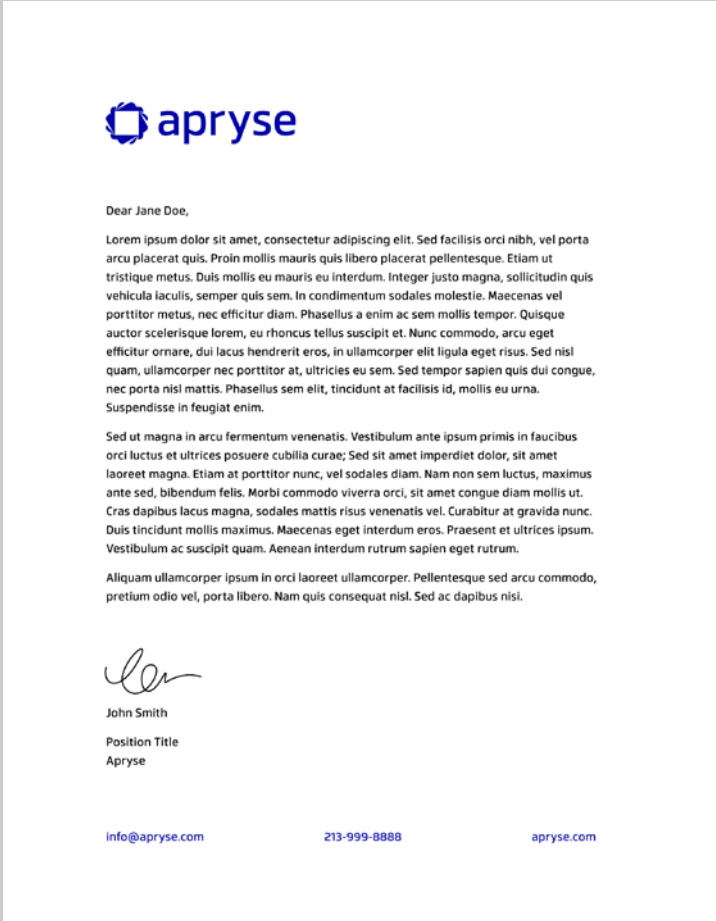 apryse
Dear Jane Doe,
Lorem ipsum dolor sit amet, consectetur adipiscing elit. Sed facilisis orci nibh, vel porta
arcu placerat quis. Proin mollis mauris quis libero placerat pellentesque. Etiam ut
tristique metus. Duis mollis eu mauris eu interdum. Integer justo magna, sollicitudin quis
vehicula iaculis, semper quis sem. In condimentum sodales molestie. Maecenas vel
porttitor metus, nec efficitur diam. Phasellus a enim ac sem mollis tempor. Quisque
auctor scelerisque lorem, eu rhoncus tellus suscipit et. Nunc commodo, arcu eget
efficitur ornare, dui lacus hendrerit eros, in ullamcorper elit ligula eget risus. Sed nisl
quam, ullamcorper nec porttitor at, ultricies eu sem. Sed tempor sapien quis dui congue,
nec porta nisl mattis. Phasellus sem elit, tincidunt at facilisis id, mollis eu urna.
Suspendisse in feugiat enim.
Sed ut magna in arcu fermentum venenatis. Vestibulum ante ipsum primis in faucibus
orci luctus et ultrices posuere cubilia curae; Sed sit amet imperdiet dolor, sit amet
laoreet magna. Etiam at porttitor nunc, vel sodales diam. Nam non sem luctus, maximus
ante sed, bibendum felis. Morbi commodo viverra orci, sit amet congue diam mollis ut.
Cras dapibus lacus magna, sodales mattis risus venenatis vel. Curabitur at gravida nunc.
Duis tincidunt mollis maximus. Maecenas eget interdum eros. Praesent et ultrices ipsum.
Vestibulum ac suscipit quam. Aenean interdum rutrum sapien eget rutrum.
Aliquam ullamcorper ipsum in orci laoreet ullamcorper. Pellentesque sed arcu commodo,
pretium odio vel, porta libero. Nam quis consequat nisl. Sed ac dapibus nisi.
John Smith
Position Title
Apryse
info@apryse.com 213-999-8888 apryse.com